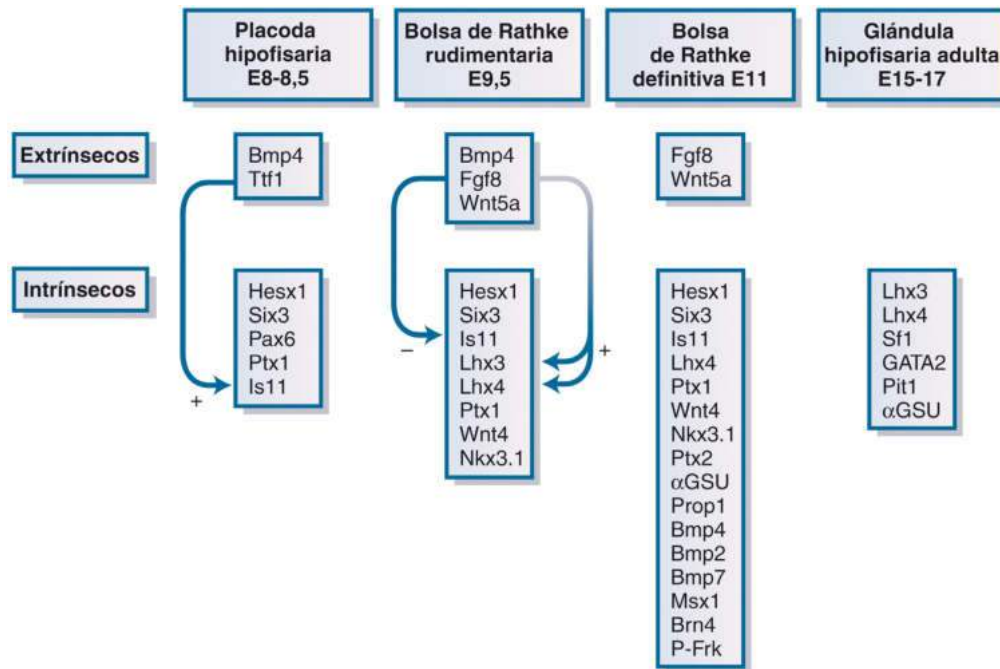 Placoda
hipofisaria
E8-8,5
Bolsa de Rathke
rudimentaria
E9,5
Bolsa
de Rathke
definitiva E11
Glándula
hipofisaria adulta
E15-17
Extrínsecos
Bmp4
Ttf1
Bmp4
Fgf8
Wnt5a
Fgf8
Wnt5a
Intrínsecos
Hesx1
Six3
Pax6
Ptx1
Is11
+
Hesx1
Six3
Is11
Lhx3
Lhx4
Ptx1
Wnt4
Nkx3.1
–
+
Hesx1
Six3
Is11
Lhx4
Ptx1
Wnt4
Nkx3.1
Ptx2
αGSU
Prop1
Bmp4
Bmp2
Bmp7
Msx1
Brn4
P-Frk
Lhx3
Lhx4
Sf1
GATA2
Pit1
αGSU